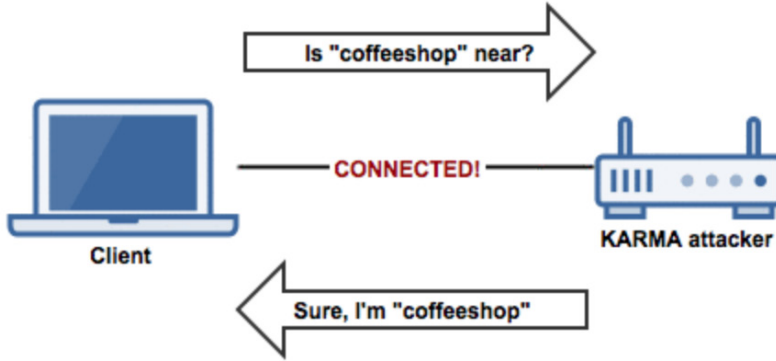 Is "coffeeshop" near?
CONNECTED!
Client
KARMA attacker
Sure, I'm "coffeeshop"